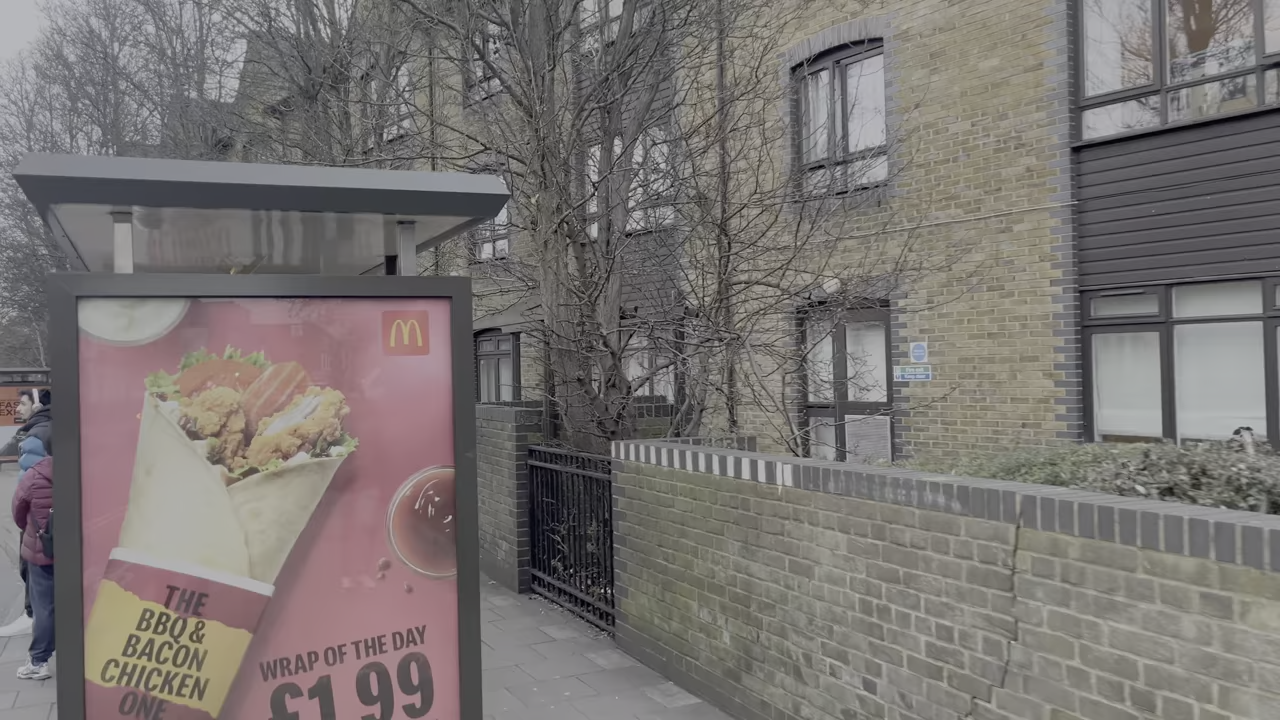 THE
BBQ &
BACON
CHICKEN
ONE
WRAP OF THE DAY
£1.99